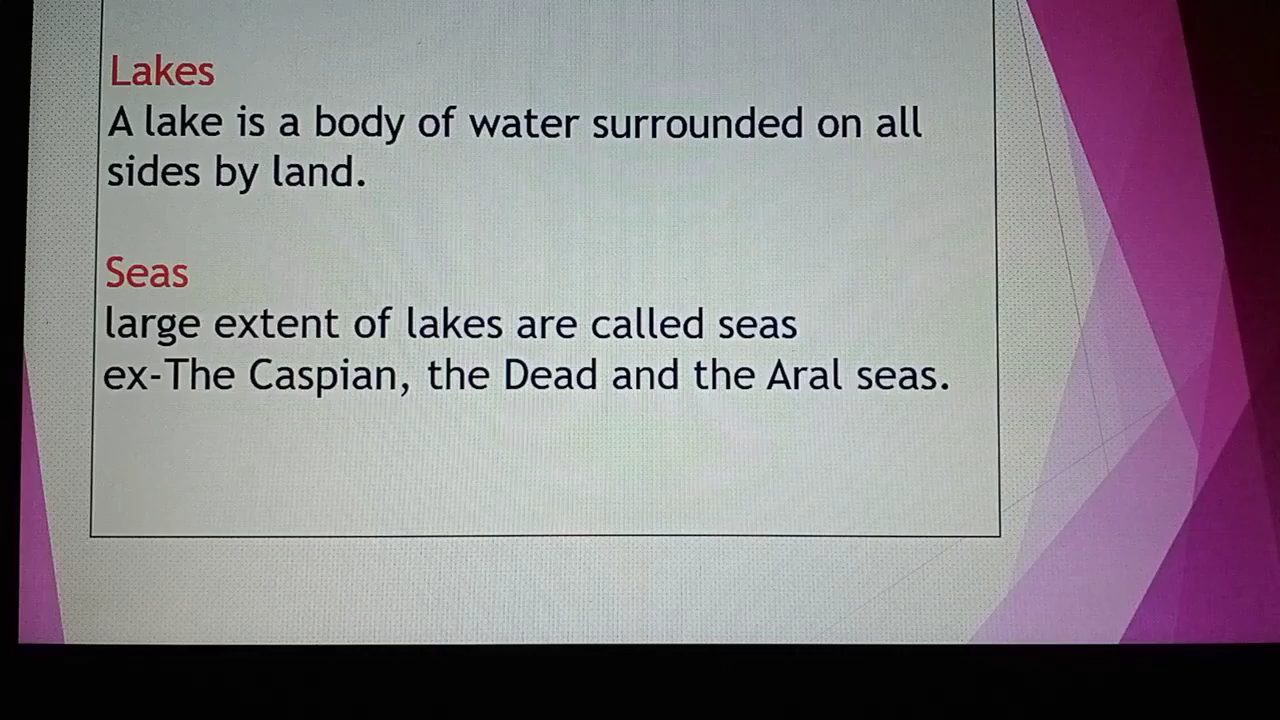 Lakes
A lake is a body of water surrounded on all
sides by land.
Seas
large extent of lakes are called seas
ex-The Caspian, the Dead and the Aral seas.